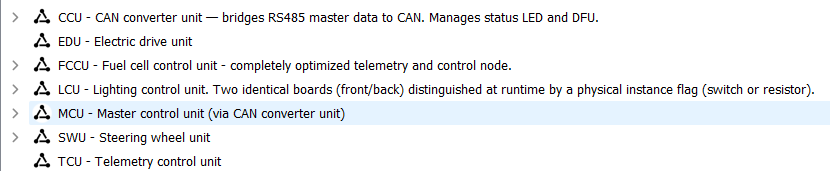 CCU - CAN converter unit — bridges RS485 master data to CAN. Manages status LED and DFU.
EDU - Electric drive unit
FCCU - Fuel cell control unit - completely optimized telemetry and control node.
LCU - Lighting control unit. Two identical boards (front/back) distinguished at runtime by a physical instance flag (switch or resistor).
MCU - Master control unit (via CAN converter unit)
SWU - Steering wheel unit
TCU - Telemetry control unit